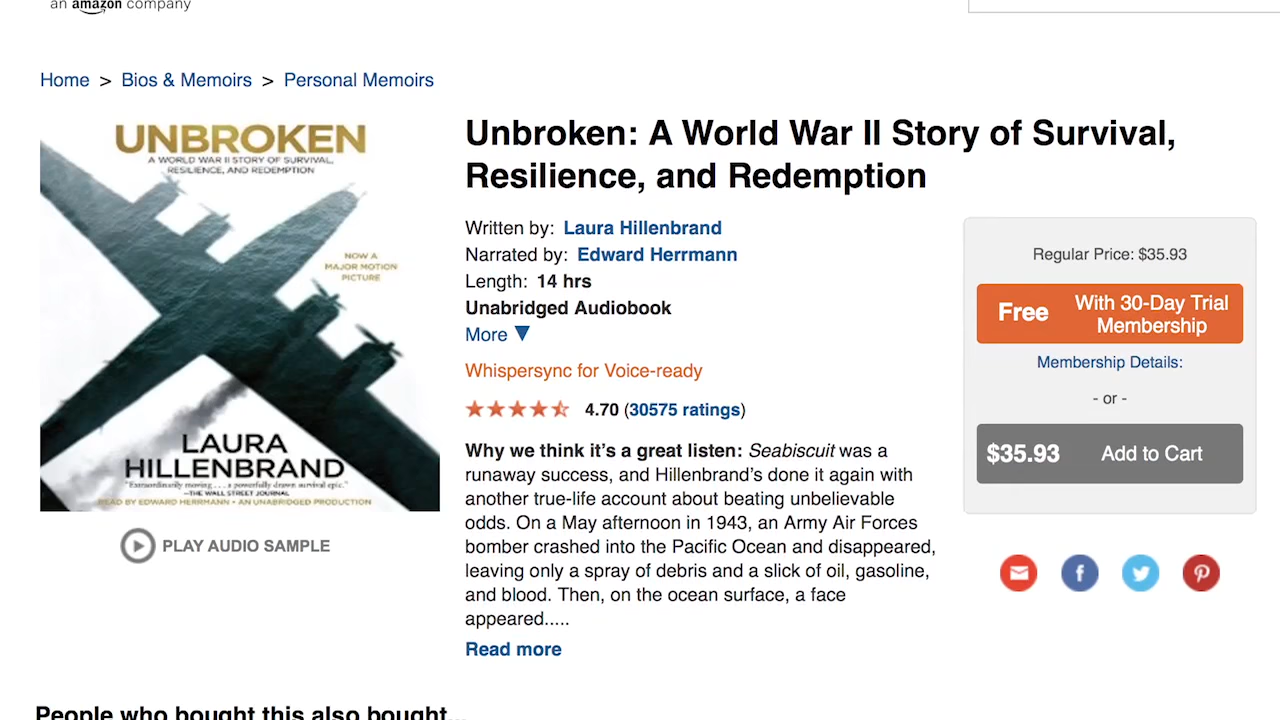 an amazon company
Home > Bios & Memoirs > Personal Memoirs
UNBROKEN
A WORLD WAR II STORY OF SURVIVAL,
RESILIENCE, AND REDEMPTION
NOW A
MAJOR MOTION
PICTURE
LAURA
HILLENBRAND
"Extraordinarily moving . . . a powerfully drawn survival epic."
—THE WALL STREET JOURNAL
READ BY EDWARD HERRMANN • AN UNABRIDGED PRODUCTION
PLAY AUDIO SAMPLE
Unbroken: A World War II Story of Survival,
Resilience, and Redemption
Written by: Laura Hillenbrand
Narrated by: Edward Herrmann
Length: 14 hrs
Unabridged Audiobook
More ▼
Whispersync for Voice-ready
4.70 (30575 ratings)
Why we think it's a great listen: Seabiscuit was a
runaway success, and Hillenbrand's done it again with
another true-life account about beating unbelievable
odds. On a May afternoon in 1943, an Army Air Forces
bomber crashed into the Pacific Ocean and disappeared,
leaving only a spray of debris and a slick of oil, gasoline,
and blood. Then, on the ocean surface, a face
appeared.....
Read more
Regular Price: $35.93
Free With 30-Day Trial
Membership
Membership Details:
- or -
$35.93 Add to Cart
People who bought this also bought...